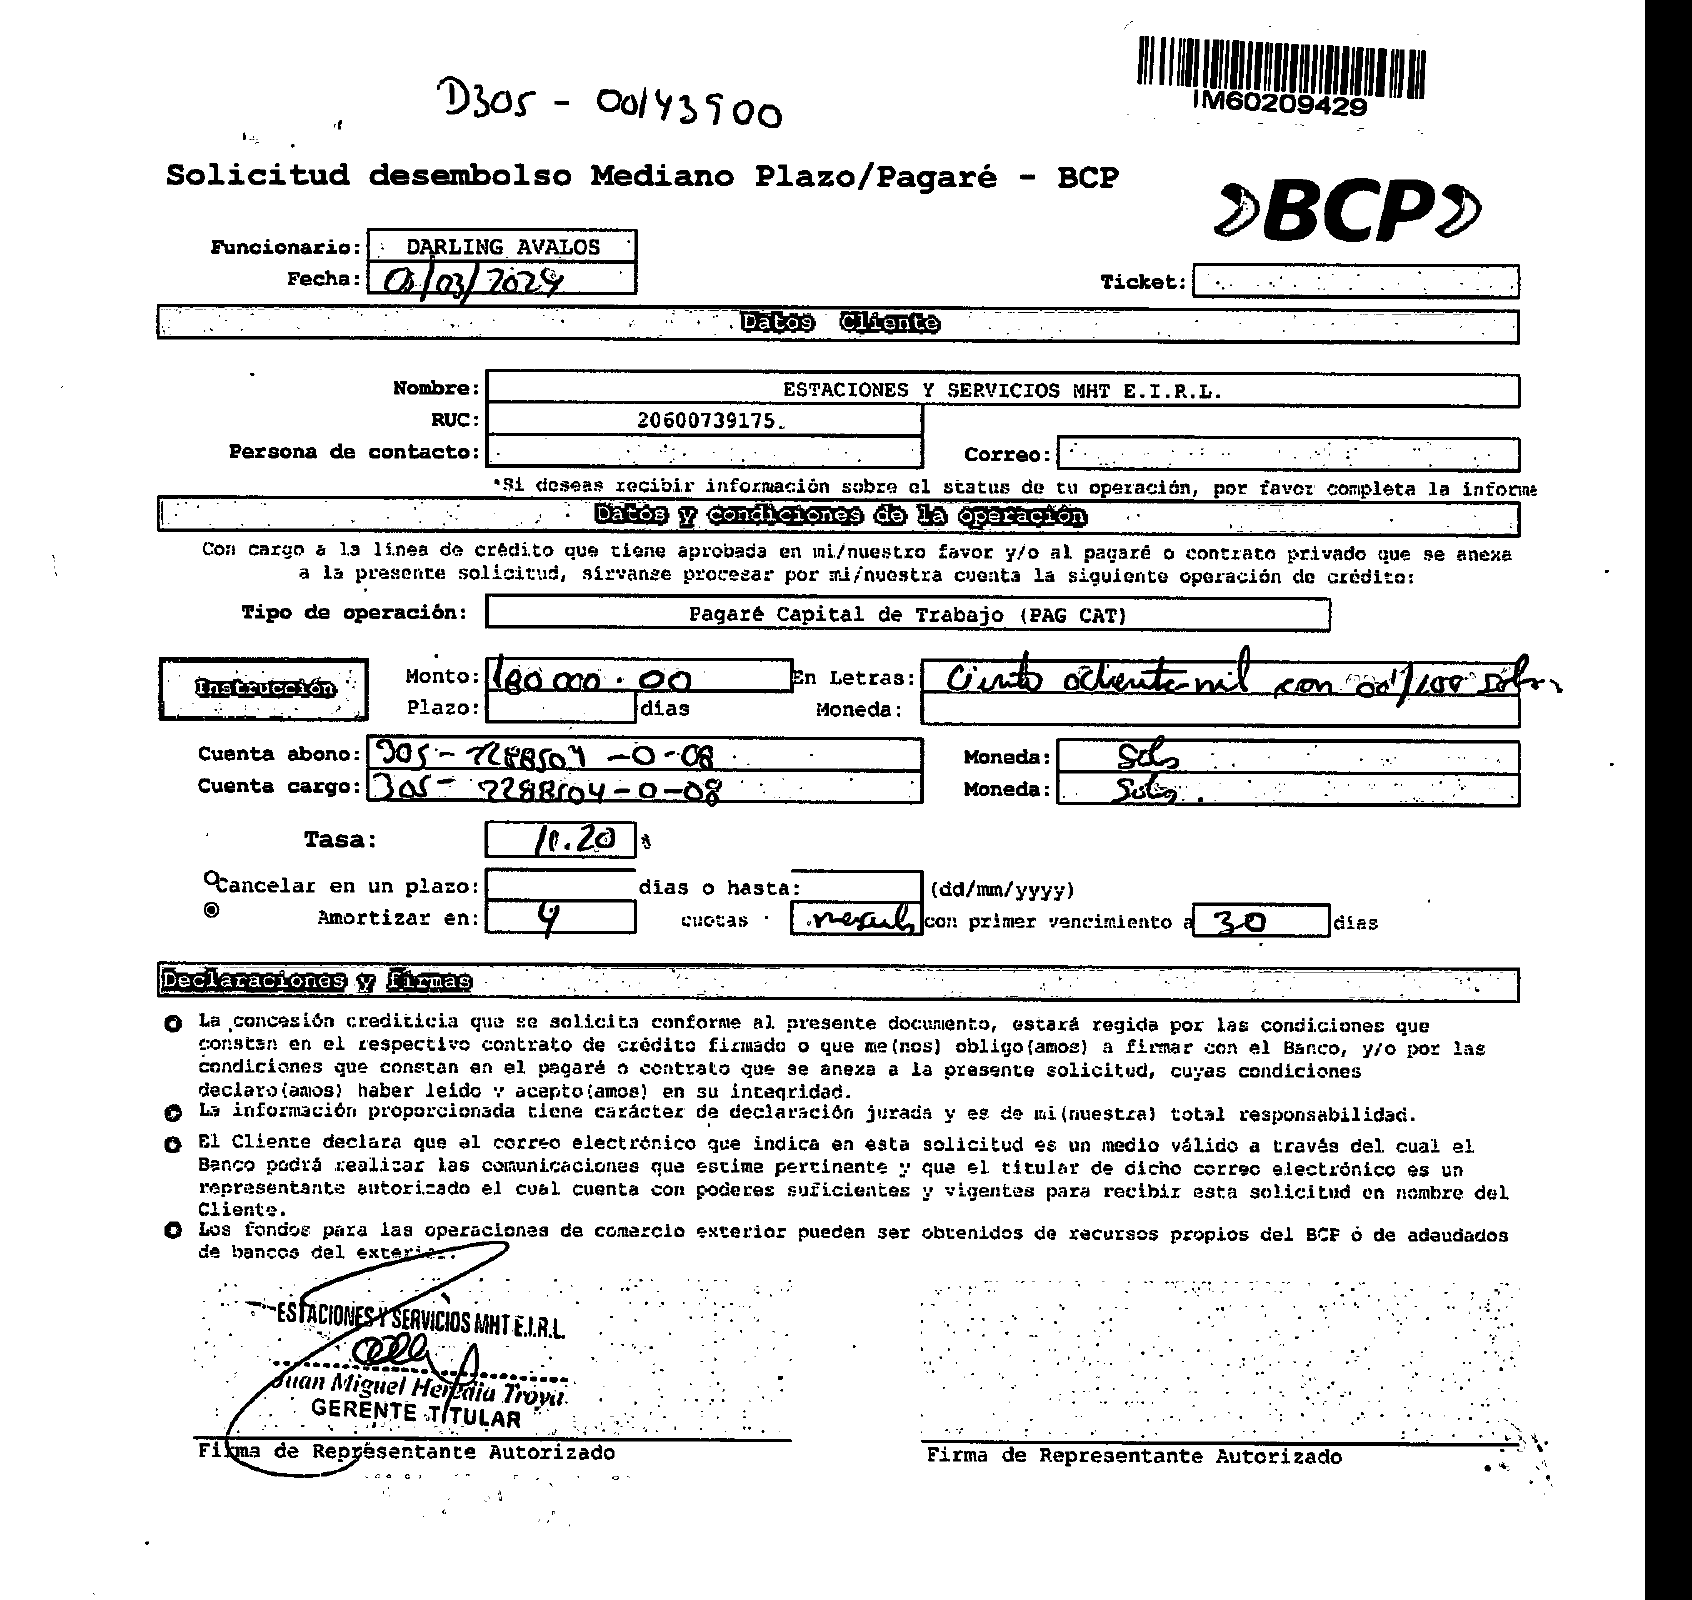 IM60209429
D305 - 00143900
Solicitud desembolso Mediano Plazo/Pagaré - BCP
BCP
Funcionario: DARLING AVALOS
Fecha: /03/2024
Ticket:
Datos Cliente
Nombre: ESTACIONES Y SERVICIOS MHT E.I.R.L.
RUC: 20600739175.
Persona de contacto: Correo:
*Si deseas recibir información sobre el status de tu operación, por favor completa la informa
Datos y condiciones de la operación
Con cargo a la línea de crédito que tiene aprobada en mi/nuestro favor y/o al pagaré o contrato privado que se anexa
a la presente solicitud, sírvanse procesar por mi/nuestra cuenta la siguiente operación de crédito:
Tipo de operación: Pagaré Capital de Trabajo (PAG CAT)
Instrucción
Monto: 180 000.00 En Letras: Ciento ochenta mil con 00/100 Soles
Plazo: días Moneda:
Cuenta abono: 305- -0-08 Moneda: Soles
Cuenta cargo: 305- -0-08 Moneda: Soles
Tasa: %
Cancelar en un plazo: días o hasta: (dd/mm/yyyy)
Amortizar en: 4 cuotas con primer vencimiento a 30 días
Declaraciones y firmas
La concesión crediticia que se solicita conforme al presente documento, estará regida por las condiciones que
constan en el respectivo contrato de crédito firmado o que me(nos) obligo(amos) a firmar con el Banco, y/o por las
condiciones que constan en el pagaré o contrato que se anexa a la presente solicitud, cuyas condiciones
declaro(amos) haber leido y acepto(amos) en su integridad.
La información proporcionada tiene carácter de declaración jurada y es de mi(nuestra) total responsabilidad.
El Cliente declara que el correo electrónico que indica en esta solicitud es un medio válido a través del cual el
Banco podrá realizar las comunicaciones que estime pertinente y que el titular de dicho correo electrónico es un
representante autorizado el cual cuenta con poderes suficientes y vigentes para recibir esta solicitud en nombre del
Cliente.
Los fondos para las operaciones de comercio exterior pueden ser obtenidos de recursos propios del BCP ó de adeudados
de bancos del exterior.
ESTACIONES Y SERVICIOS MHT E.I.R.L.
Juan Miguel Heredia Troya
GERENTE TITULAR
Firma de Representante Autorizado Firma de Representante Autorizado